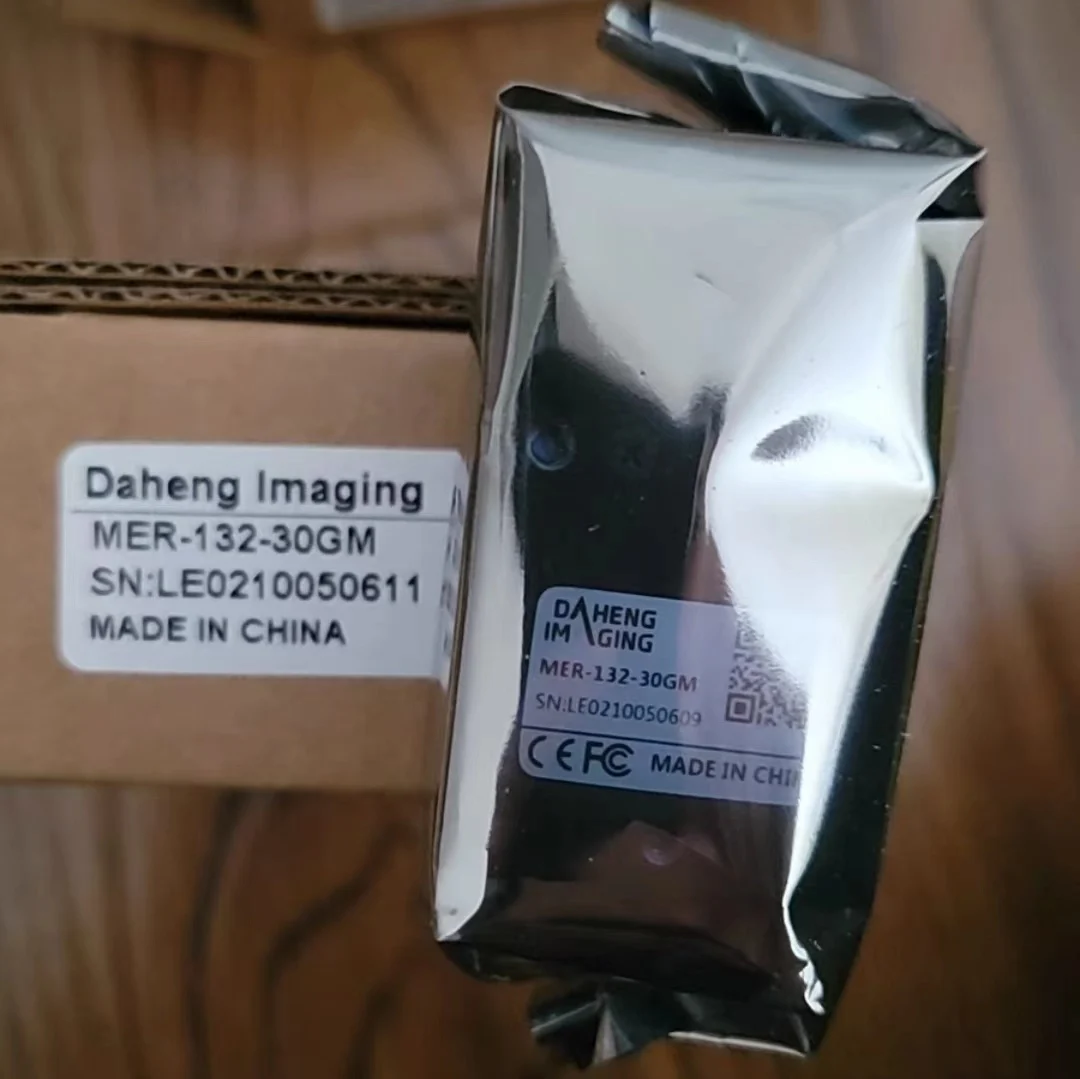 Daheng Imaging
MER-132-30GM
SN:LE0210050611
MADE IN CHINA
DAHENG
IMAGING
MER-132-30GM
SN:LE0210050609
CE FC
MADE IN CHIN